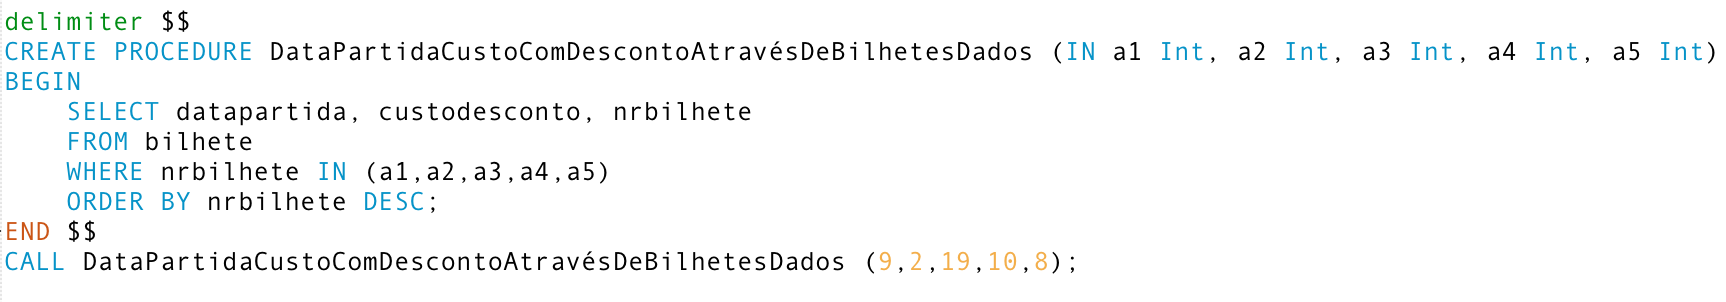 delimiter $$
CREATE PROCEDURE DataPartidaCustoComDescontoAtravésDeBilhetesDados (IN a1 Int, a2 Int, a3 Int, a4 Int, a5 Int)
BEGIN
    SELECT datapartida, custodesconto, nrbilhete
    FROM bilhete
    WHERE nrbilhete IN (a1,a2,a3,a4,a5)
    ORDER BY nrbilhete DESC;
END $$
CALL DataPartidaCustoComDescontoAtravésDeBilhetesDados (9,2,19,10,8);